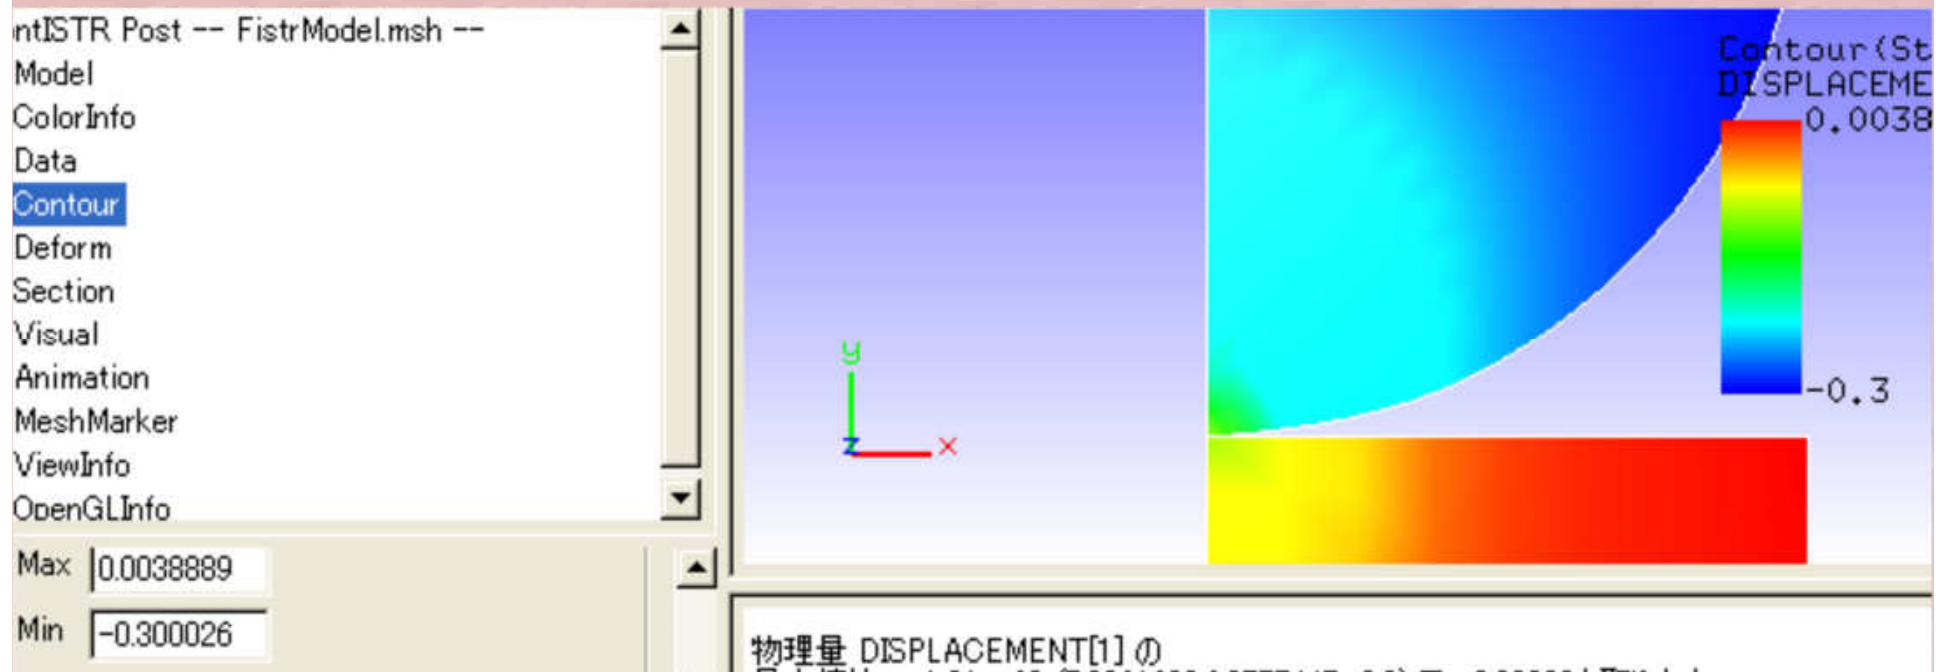 ntISTR Post -- FistrModel.msh --
Model
ColorInfo
Data
Contour
Deform
Section
Visual
Animation
MeshMarker
ViewInfo
OpenGLInfo
Max 0.0038889
Min -0.300026
Contour(St
DISPLACEME
0.0038
-0.3
y
z x
物理量 DISPLACEMENT[1] の